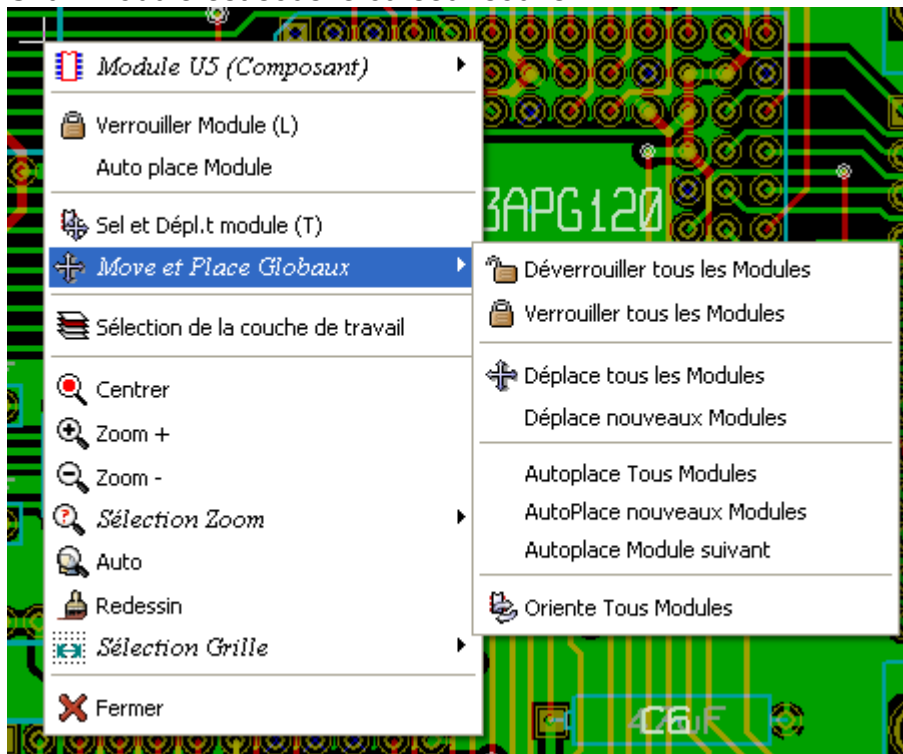 Module U5 (Composant)
Verrouiller Module (L)
Auto place Module
Sel et Dépl.t module (T)
Move et Place Globaux
Sélection de la couche de travail
Centrer
Zoom +
Zoom -
Sélection Zoom
Auto
Redessin
Sélection Grille
Fermer
Déverrouiller tous les Modules
Verrouiller tous les Modules
Déplace tous les Modules
Déplace nouveaux Modules
Autoplace Tous Modules
AutoPlace nouveaux Modules
Autoplace Module suivant
Oriente Tous Modules
3APG120